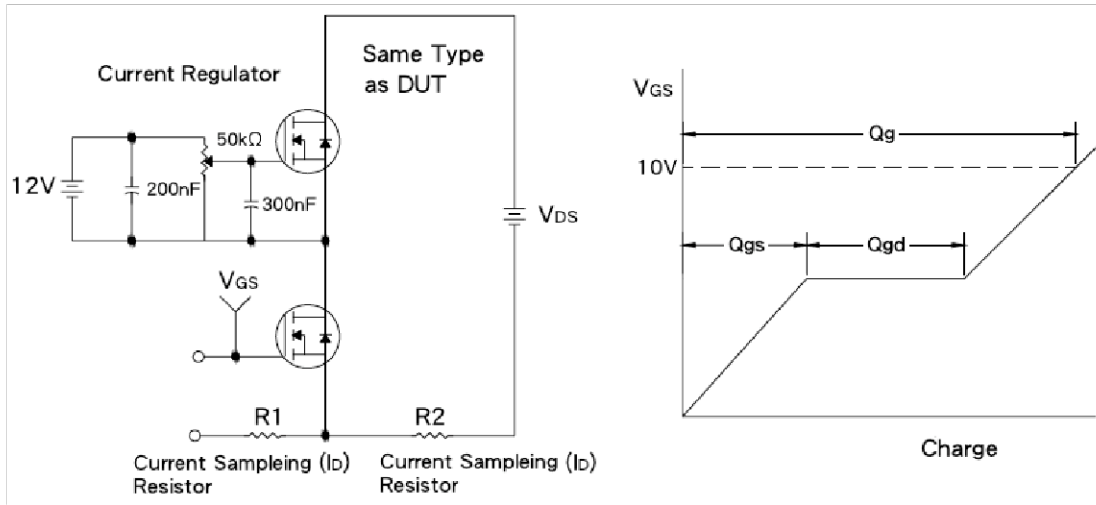 Same Type
as DUT
Current Regulator
50kΩ
12V
200nF
300nF
VDS
VGS
R1
R2
Current Sampleing (ID)
Resistor
Current Sampleing (ID)
Resistor
VGS
Qg
10V
Qgs
Qgd
Charge